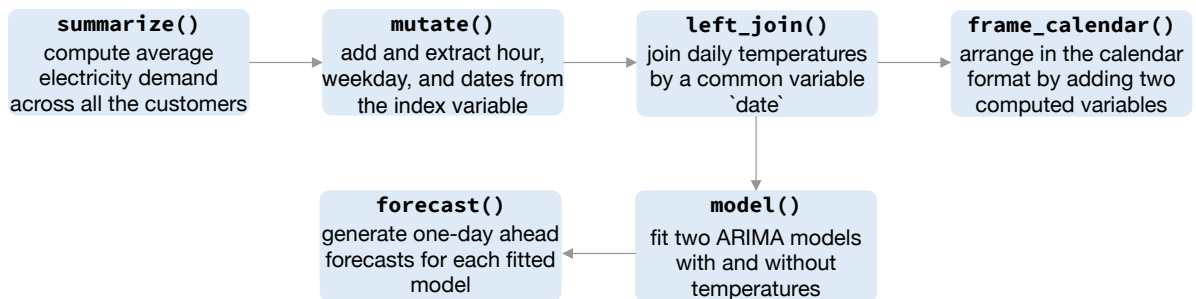 summarize()
compute average
electricity demand
across all the customers
mutate()
add and extract hour,
weekday, and dates from
the index variable
left_join()
join daily temperatures
by a common variable
`date`
frame_calendar()
arrange in the calendar
format by adding two
computed variables
model()
fit two ARIMA models
with and without
temperatures
forecast()
generate one-day ahead
forecasts for each fitted
model